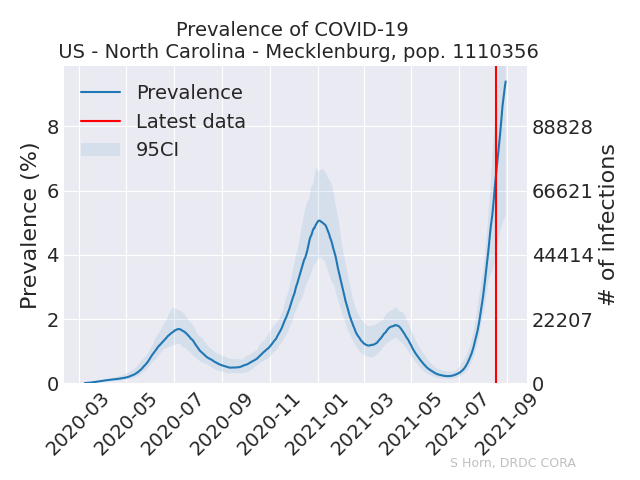 Prevalence of COVID-19
US - North Carolina - Mecklenburg, pop. 1110356
Prevalence
Latest data
95CI
Prevalence (%)
8
6
4
2
0
88828
66621
44414
22207
0
# of infections
2020-03
2020-05
2020-07
2020-09
2020-11
2021-01
2021-03
2021-05
2021-07
2021-09
S Horn, DRDC CORA